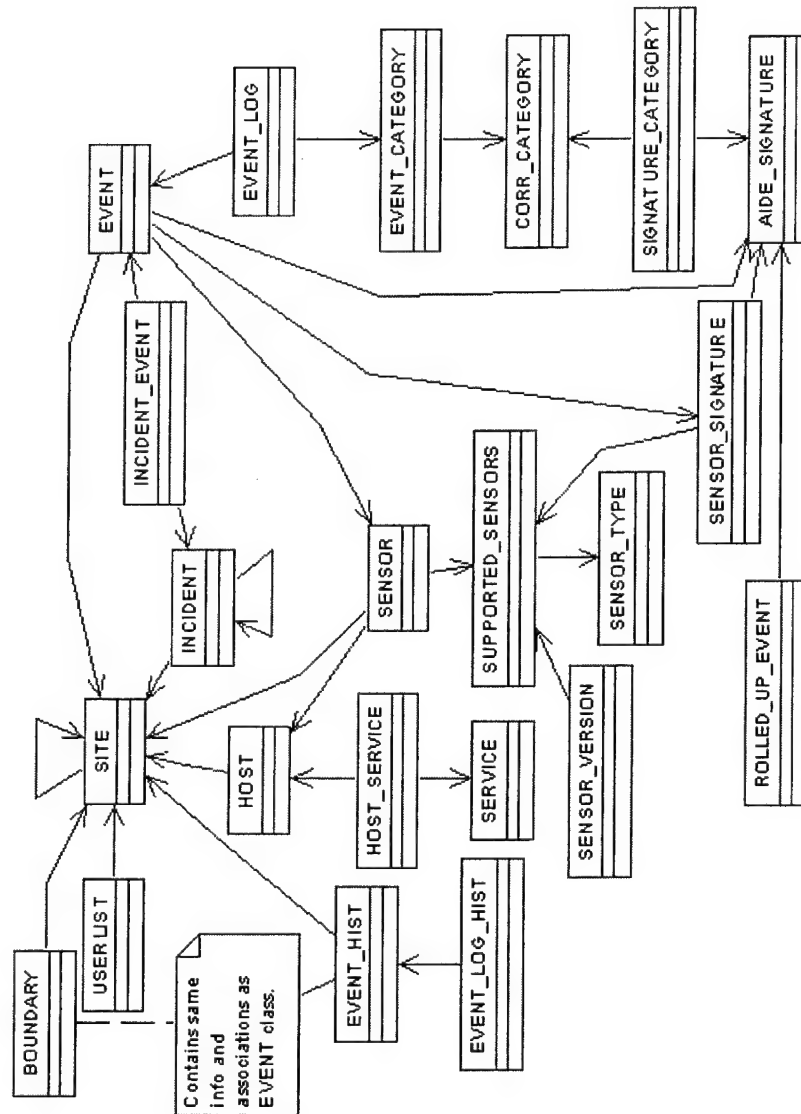 BOUNDARY
USERLIST
SITE
INCIDENT
INCIDENT_EVENT
EVENT
EVENT_LOG
Contains same
info and
associations as
EVENT class.
EVENT_HIST
HOST
SENSOR
EVENT_CATEGORY
EVENT_LOG_HIST
HOST_SERVICE
SERVICE
SUPPORTED_SENSORS
CORR_CATEGORY
SENSOR_VERSION
SENSOR_TYPE
SIGNATURE_CATEGORY
SENSOR_SIGNATURE
ROLLED_UP_EVENT
AIDE_SIGNATURE